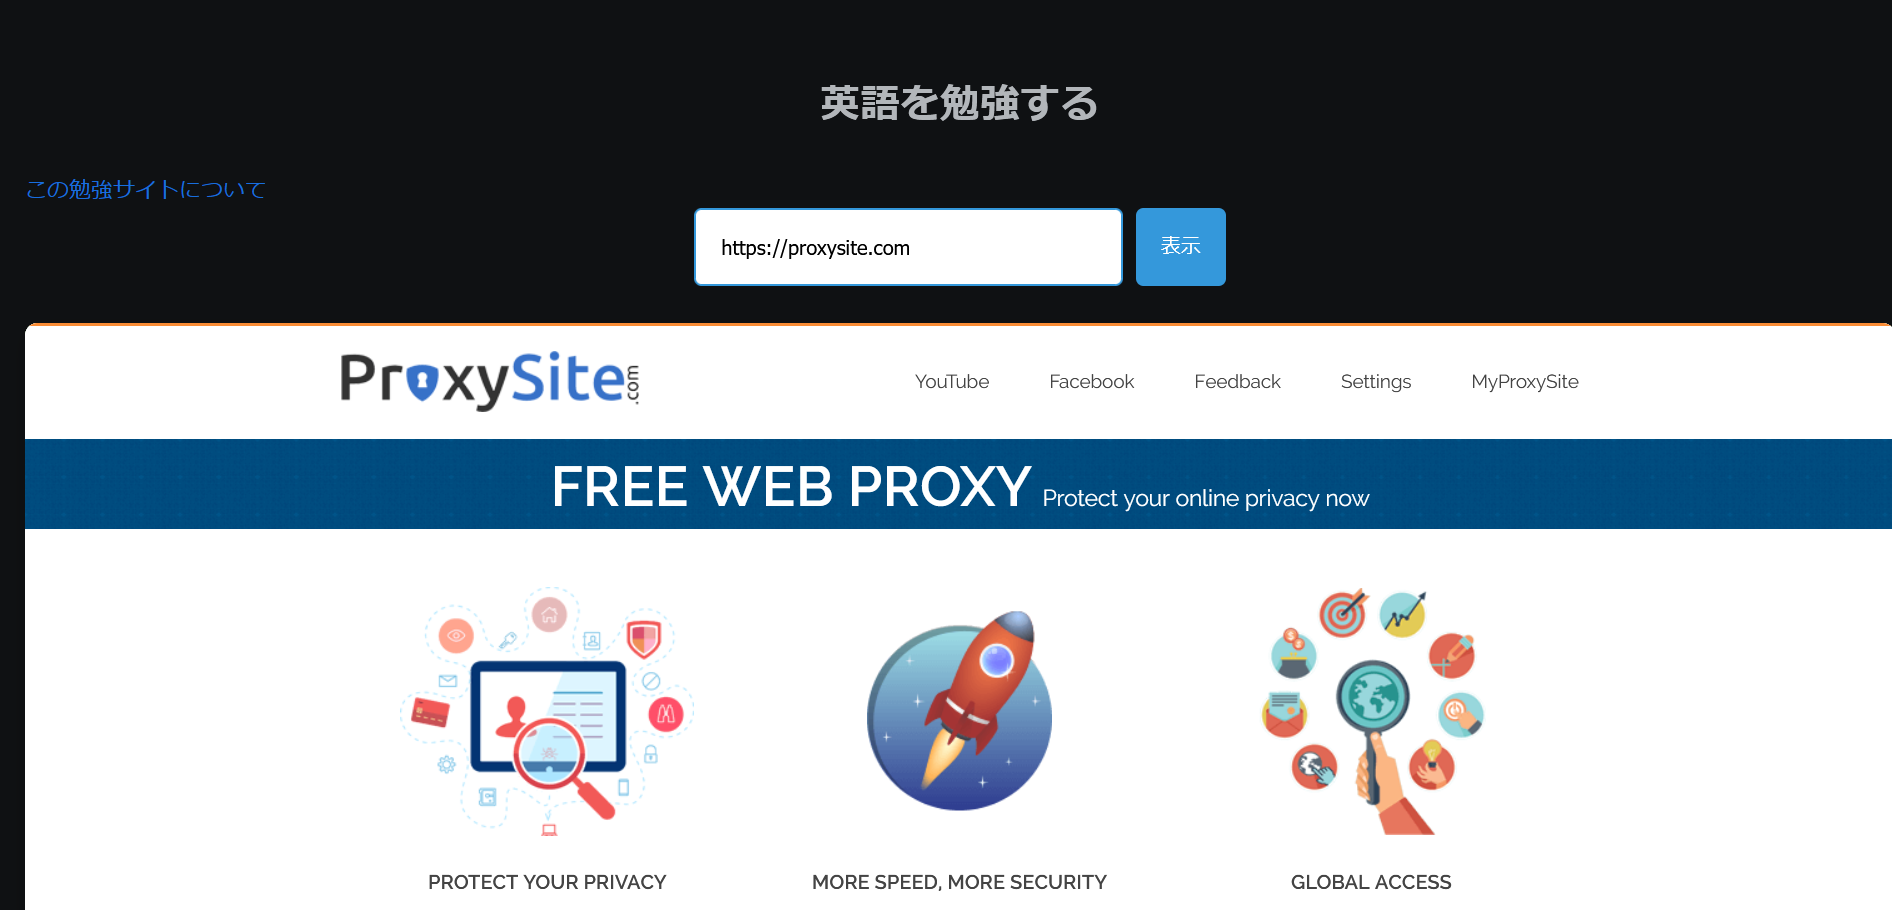 英語を勉強する
この勉強サイトについて
https://proxysite.com
表示
ProxySite.com
YouTube
Facebook
Feedback
Settings
MyProxySite
FREE WEB PROXY Protect your online privacy now
PROTECT YOUR PRIVACY
MORE SPEED, MORE SECURITY
GLOBAL ACCESS